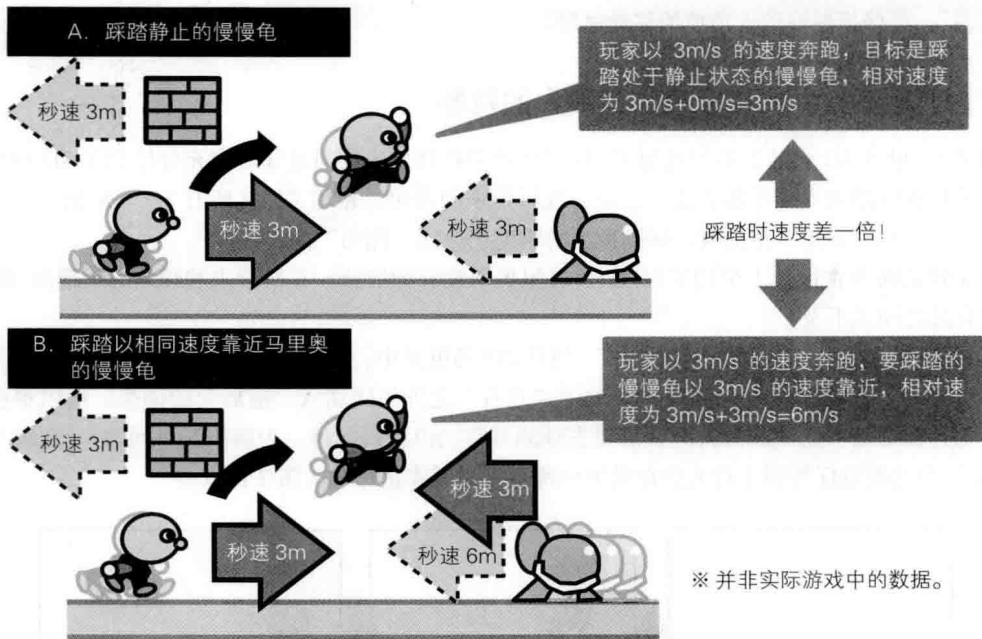 A. 踩踏静止的慢慢龟
秒速 3m
玩家以 3m/s 的速度奔跑，目标是踩
踏处于静止状态的慢慢龟，相对速度
为 3m/s+0m/s=3m/s
秒速 3m
秒速 3m
踩踏时速度差一倍！
B. 踩踏以相同速度靠近马里奥
的慢慢龟
秒速 3m
玩家以 3m/s 的速度奔跑，要踩踏的
慢慢龟以 3m/s 的速度靠近，相对速
度为 3m/s+3m/s=6m/s
秒速 3m
秒速 3m
秒速 6m
※ 并非实际游戏中的数据。